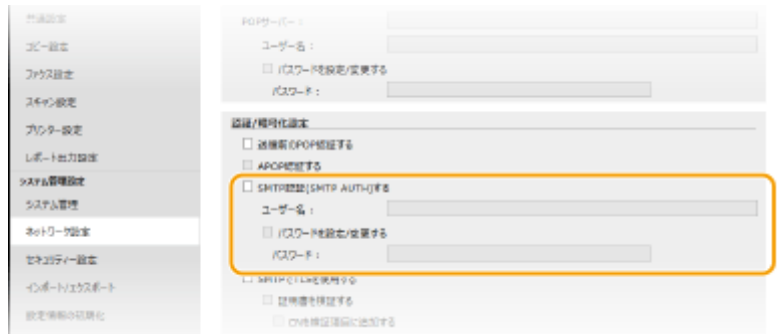 共通設定
コピー設定
ファクス設定
スキャン設定
プリンター設定
レポート出力設定
システム管理設定
システム管理
ネットワーク設定
セキュリティー設定
インポート/エクスポート
設定情報の初期化
POPサーバー：
ユーザー名：
パスワードを設定/変更する
パスワード：
認証/暗号化設定
送信前にPOP認証する
APOP認証する
SMTP認証(SMTP AUTH)する
ユーザー名：
パスワードを設定/変更する
パスワード：
SMTPでTLSを使用する
証明書を検証する
CNを検証項目に追加する